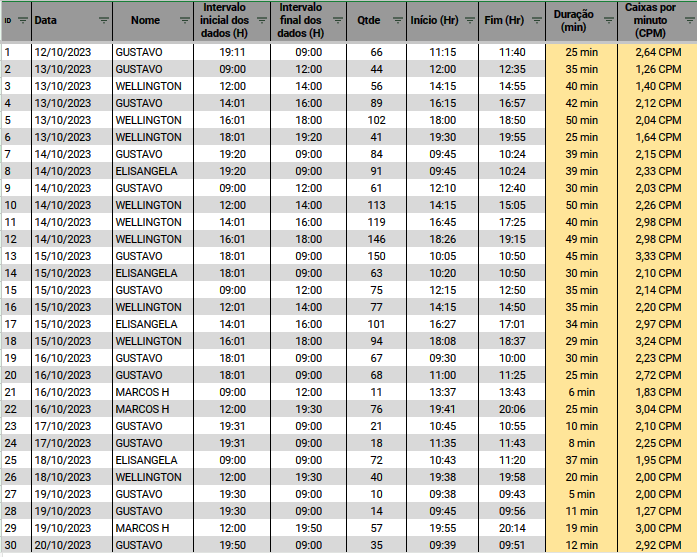 ID Data Nome Intervalo inicial dos dados (H) Intervalo final dos dados (H) Qtde Início (Hr) Fim (Hr) Duração (min) Caixas por minuto (CPM)
1 12/10/2023 GUSTAVO 19:11 09:00 66 11:15 11:40 25 min 2,64 CPM
2 13/10/2023 GUSTAVO 09:00 12:00 44 12:00 12:35 35 min 1,26 CPM
3 13/10/2023 WELLINGTON 12:00 14:00 56 14:15 14:55 40 min 1,40 CPM
4 13/10/2023 GUSTAVO 14:01 16:00 89 16:15 16:57 42 min 2,12 CPM
5 13/10/2023 WELLINGTON 16:01 18:00 102 18:00 18:50 50 min 2,04 CPM
6 13/10/2023 WELLINGTON 18:01 19:20 41 19:30 19:55 25 min 1,64 CPM
7 14/10/2023 GUSTAVO 19:20 09:00 84 09:45 10:24 39 min 2,15 CPM
8 14/10/2023 ELISANGELA 19:20 09:00 91 09:45 10:24 39 min 2,33 CPM
9 14/10/2023 GUSTAVO 09:00 12:00 61 12:10 12:40 30 min 2,03 CPM
10 14/10/2023 WELLINGTON 12:00 14:00 113 14:15 15:05 50 min 2,26 CPM
11 14/10/2023 WELLINGTON 14:01 16:00 119 16:45 17:25 40 min 2,98 CPM
12 14/10/2023 WELLINGTON 16:01 18:00 146 18:26 19:15 49 min 2,98 CPM
13 15/10/2023 GUSTAVO 18:01 09:00 150 10:05 10:50 45 min 3,33 CPM
14 15/10/2023 ELISANGELA 18:01 09:00 63 10:20 10:50 30 min 2,10 CPM
15 15/10/2023 GUSTAVO 09:00 12:00 75 12:15 12:50 35 min 2,14 CPM
16 15/10/2023 WELLINGTON 12:01 14:00 77 14:15 14:50 35 min 2,20 CPM
17 15/10/2023 ELISANGELA 14:01 16:00 101 16:27 17:01 34 min 2,97 CPM
18 15/10/2023 WELLINGTON 16:01 18:00 94 18:08 18:37 29 min 3,24 CPM
19 16/10/2023 GUSTAVO 18:01 09:00 67 09:30 10:00 30 min 2,23 CPM
20 16/10/2023 GUSTAVO 18:01 09:00 68 11:00 11:25 25 min 2,72 CPM
21 16/10/2023 MARCOS H 09:00 12:00 11 13:37 13:43 6 min 1,83 CPM
22 16/10/2023 MARCOS H 12:00 19:30 76 19:41 20:06 25 min 3,04 CPM
23 17/10/2023 GUSTAVO 19:31 09:00 21 10:45 10:55 10 min 2,10 CPM
24 17/10/2023 GUSTAVO 19:31 09:00 18 11:35 11:43 8 min 2,25 CPM
25 18/10/2023 ELISANGELA 09:00 09:00 72 10:43 11:20 37 min 1,95 CPM
26 18/10/2023 WELLINGTON 12:00 19:30 40 19:38 19:58 20 min 2,00 CPM
27 19/10/2023 GUSTAVO 19:30 09:00 10 09:38 09:43 5 min 2,00 CPM
28 19/10/2023 GUSTAVO 19:30 09:00 14 09:45 09:56 11 min 1,27 CPM
29 19/10/2023 MARCOS H 12:00 19:50 57 19:55 20:14 19 min 3,00 CPM
30 20/10/2023 GUSTAVO 19:50 09:00 35 09:39 09:51 12 min 2,92 CPM